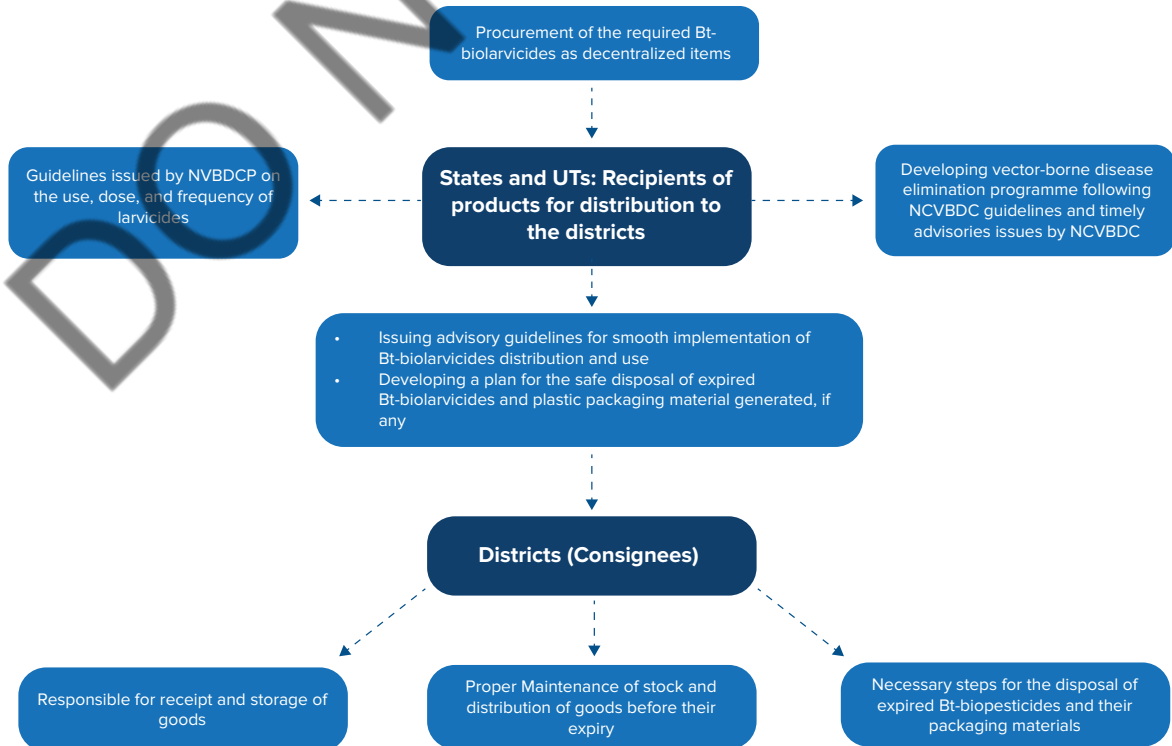 Procurement of the required Bt-
biolarvicides as decentralized items
Guidelines issued by NVBDCP on
the use, dose, and frequency of
larvicides
States and UTs: Recipients of
products for distribution to
the districts
Developing vector-borne disease
elimination programme following
NCVBDC guidelines and timely
advisories issues by NCVBDC
• Issuing advisory guidelines for smooth implementation of
Bt-biolarvicides distribution and use
• Developing a plan for the safe disposal of expired
Bt-biolarvicides and plastic packaging material generated, if
any
Districts (Consignees)
Responsible for receipt and storage of
goods
Proper Maintenance of stock and
distribution of goods before their
expiry
Necessary steps for the disposal of
expired Bt-biopesticides and their
packaging materials
DON